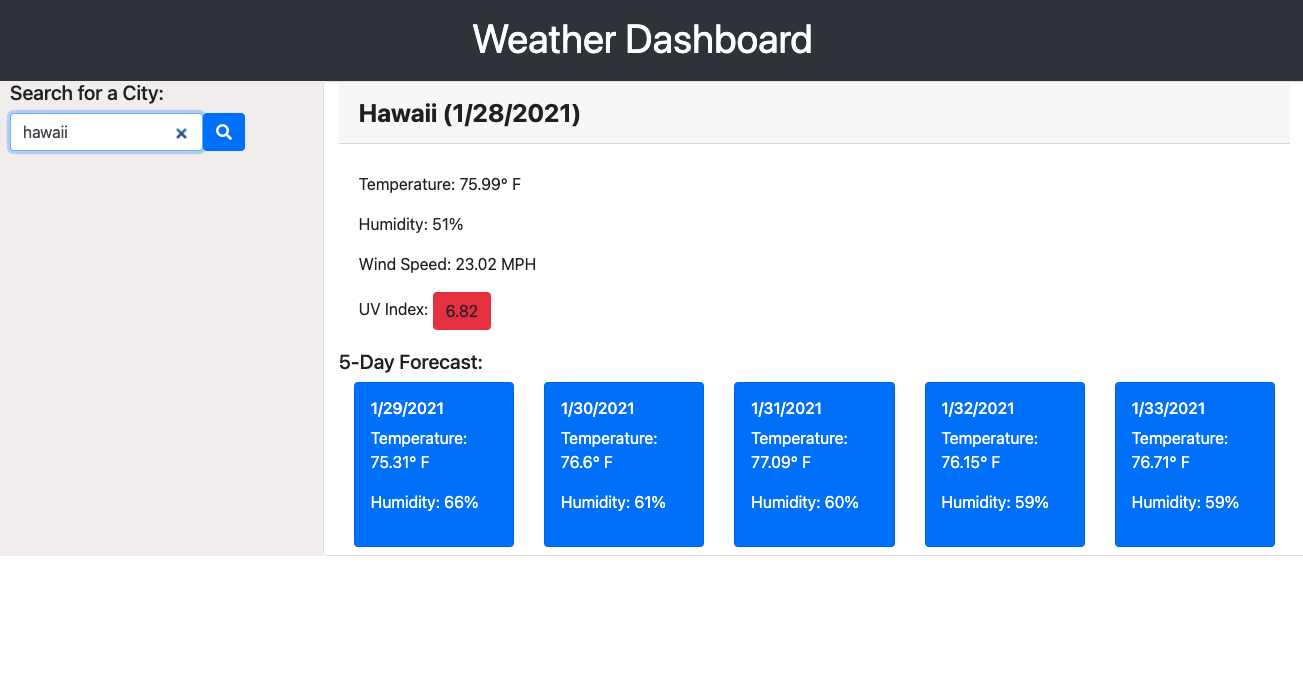 Weather Dashboard
Search for a City:
hawaii
Hawaii (1/28/2021)
Temperature: 75.99° F
Humidity: 51%
Wind Speed: 23.02 MPH
UV Index: 6.82
5-Day Forecast:
1/29/2021
Temperature:
75.31° F
Humidity: 66%
1/30/2021
Temperature:
76.6° F
Humidity: 61%
1/31/2021
Temperature:
77.09° F
Humidity: 60%
1/32/2021
Temperature:
76.15° F
Humidity: 59%
1/33/2021
Temperature:
76.71° F
Humidity: 59%